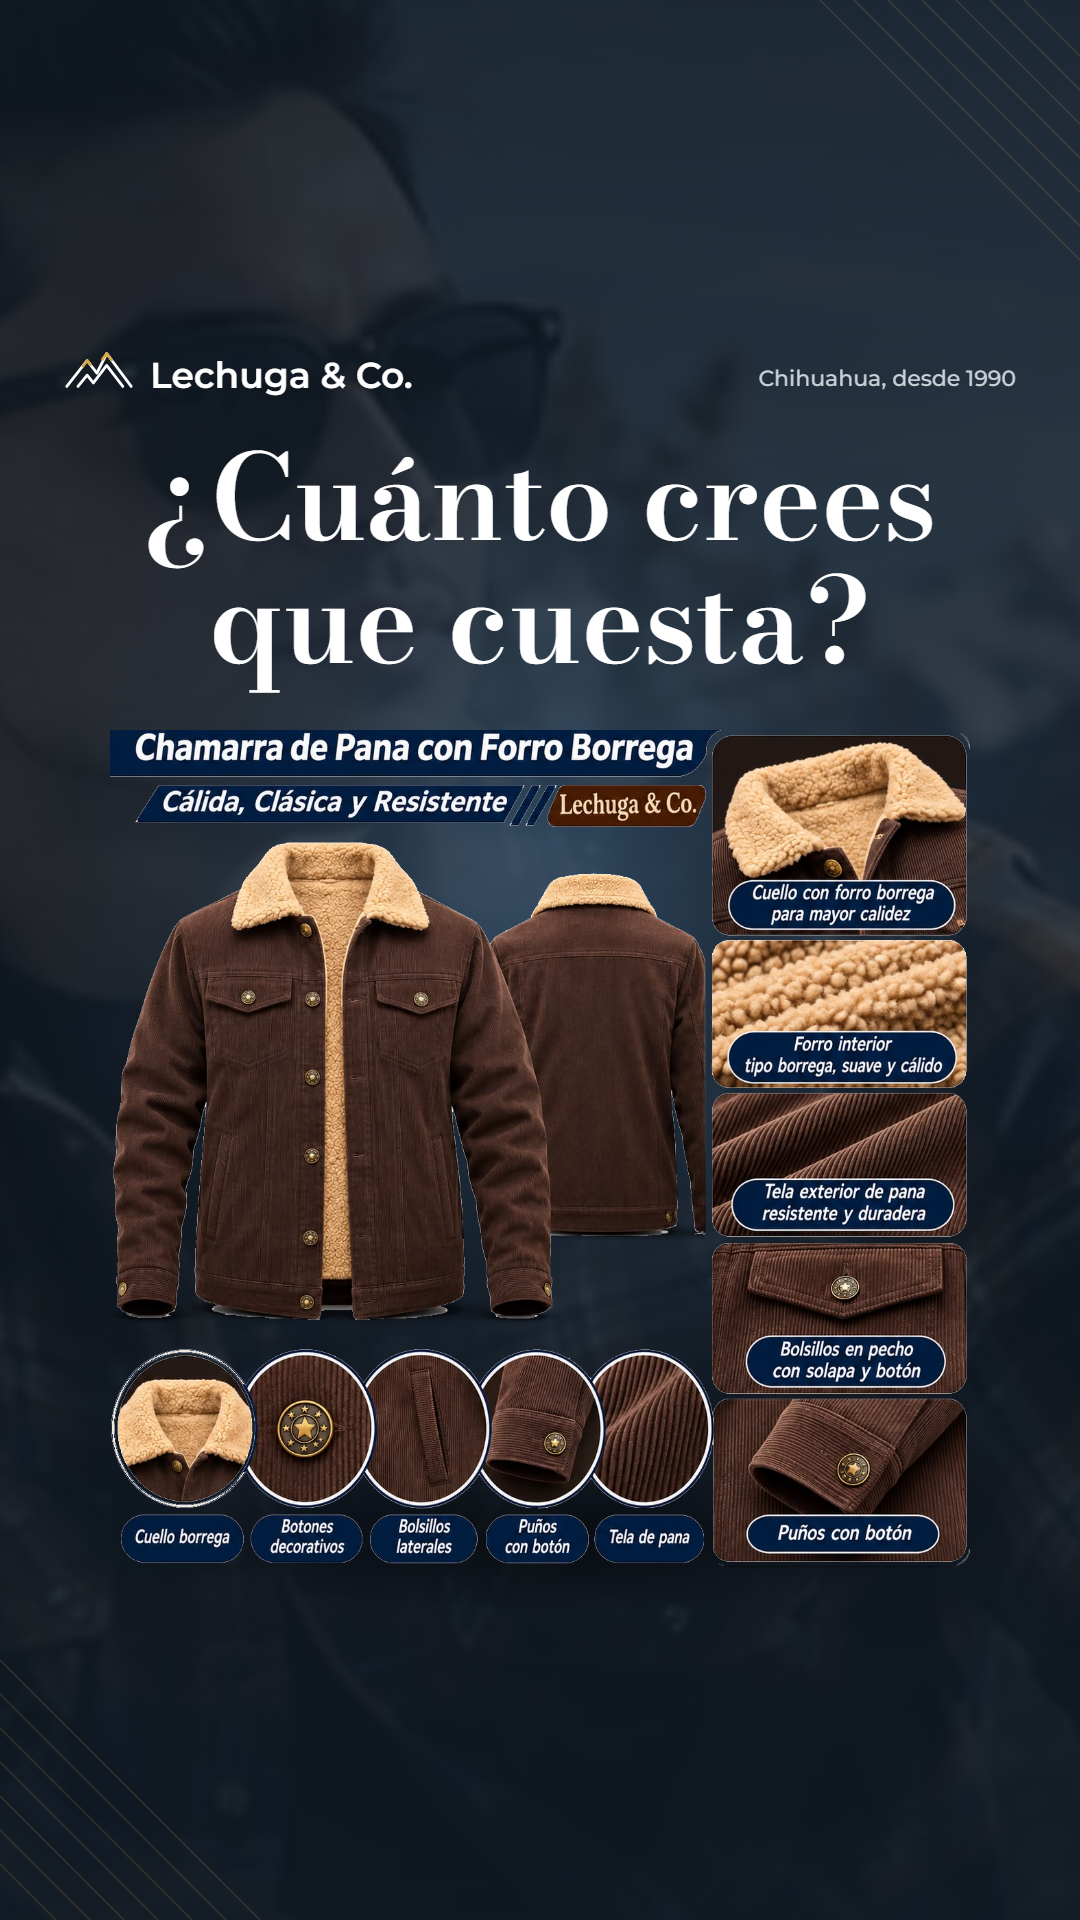 Lechuga & Co.
Chihuahua, desde 1990
¿Cuánto crees
que cuesta?
Chamarra de Pana con Forro Borrega
Cálida, Clásica y Resistente
Lechuga & Co.
Cuello con forro borrega
para mayor calidez
Forro interior
tipo borrega, suave y cálido
Tela exterior de pana
resistente y duradera
Bolsillos en pecho
con solapa y botón
Puños con botón
Cuello borrega
Botones
decorativos
Bolsillos
laterales
Puños
con botón
Tela de pana